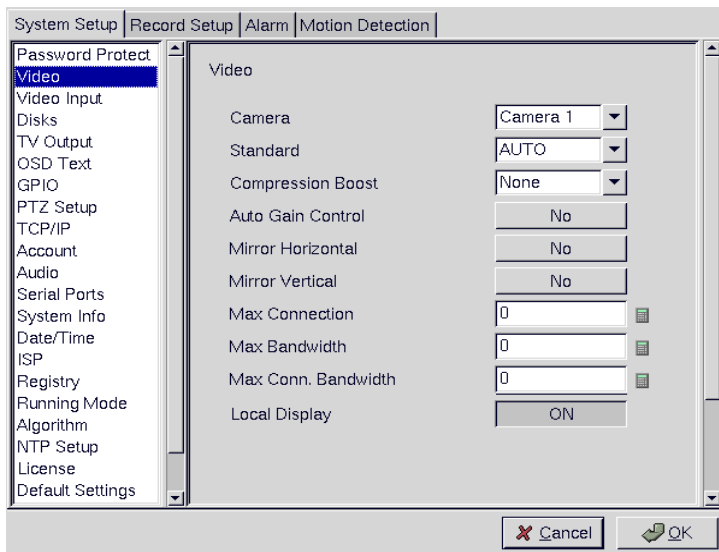 System Setup Record Setup Alarm Motion Detection
Password Protect
Video
Video Input
Disks
TV Output
OSD Text
GPIO
PTZ Setup
TCP/IP
Account
Audio
Serial Ports
System Info
Date/Time
ISP
Registry
Running Mode
Algorithm
NTP Setup
License
Default Settings
Video
Camera Camera 1
Standard AUTO
Compression Boost None
Auto Gain Control No
Mirror Horizontal No
Mirror Vertical No
Max Connection 0
Max Bandwidth 0
Max Conn. Bandwidth 0
Local Display ON
Cancel OK